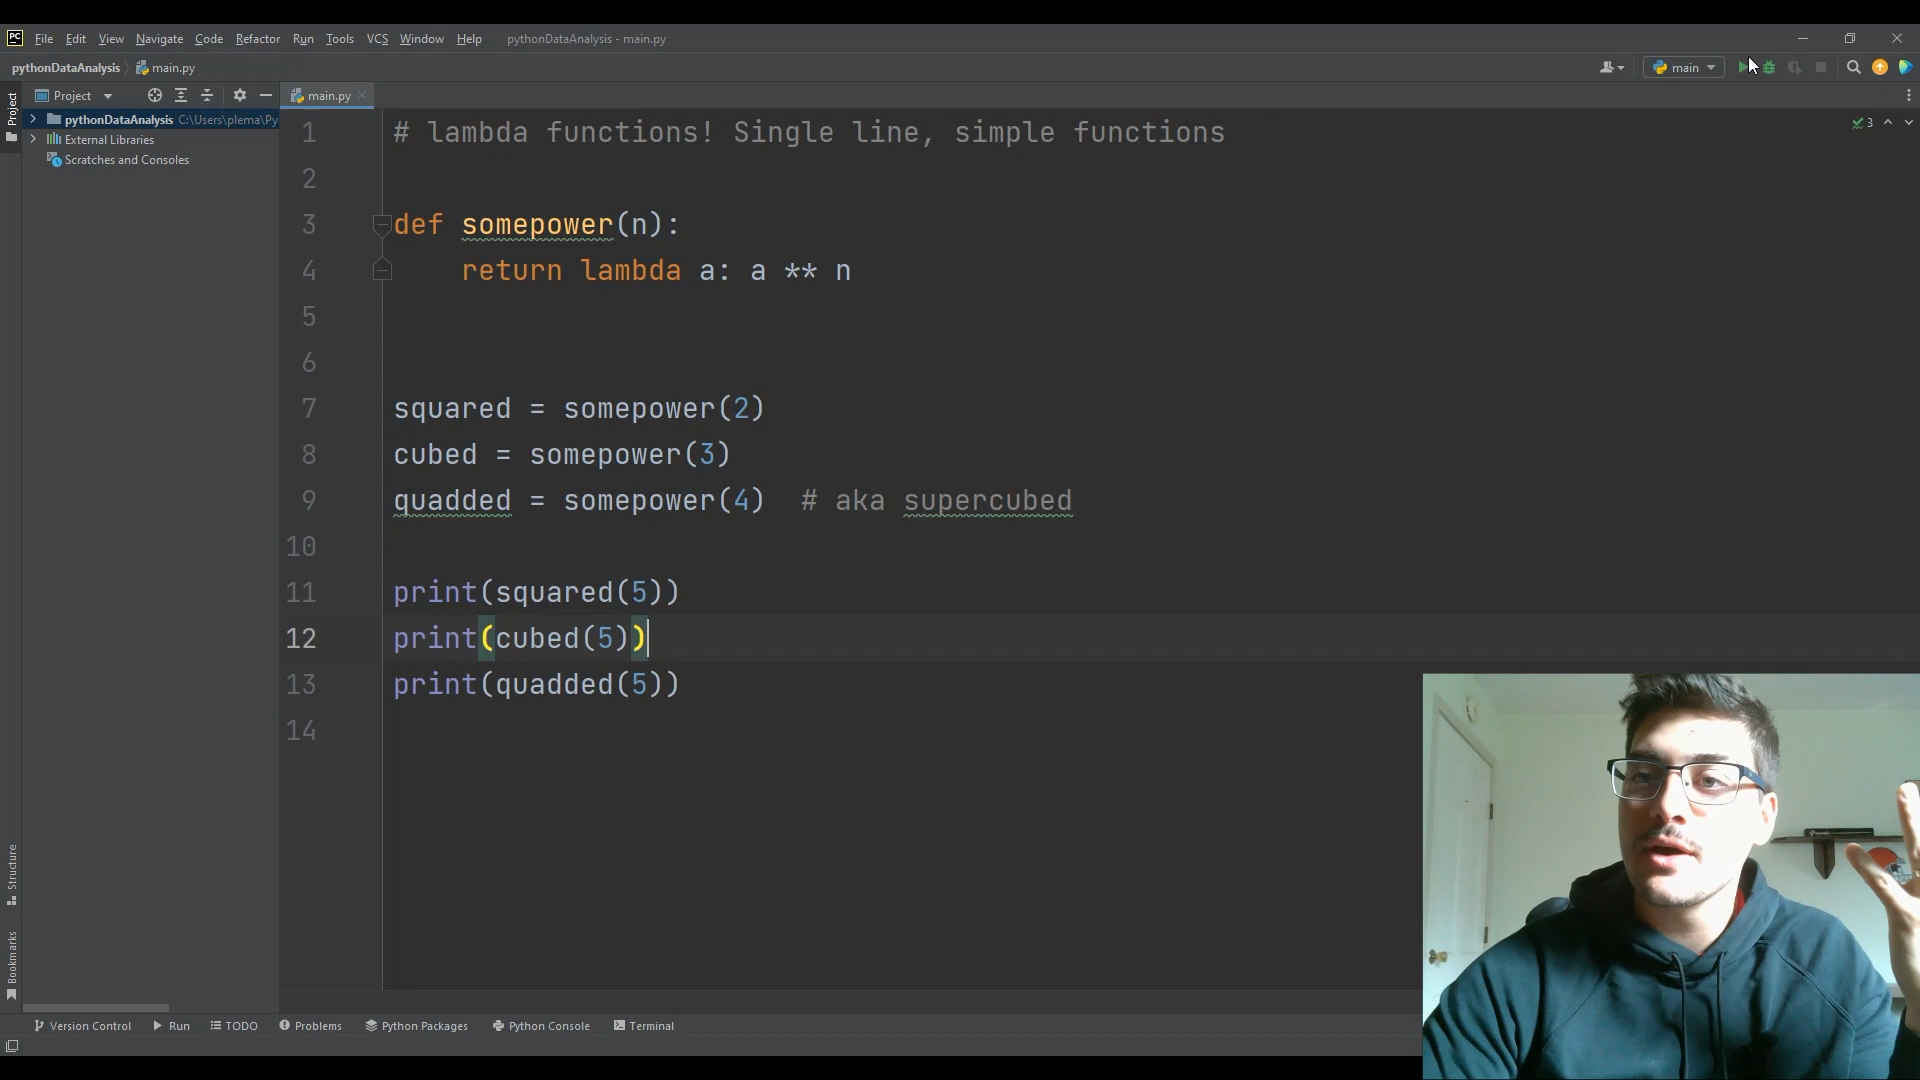 PC File Edit View Navigate Code Refactor Run Tools VCS Window Help pythonDataAnalysis - main.py
pythonDataAnalysis main.py main
Project main.py
Project
pythonDataAnalysis C:\Users\plema\Py
External Libraries
Scratches and Consoles
3
1 # lambda functions! Single line, simple functions
2
3 def somepower(n):
4 return lambda a: a ** n
5
6
7 squared = somepower(2)
8 cubed = somepower(3)
9 quadded = somepower(4)  # aka supercubed
10
11 print(squared(5))
12 print(cubed(5))
13 print(quadded(5))
14
Structure
Bookmarks
Version Control Run TODO Problems Python Packages Python Console Terminal